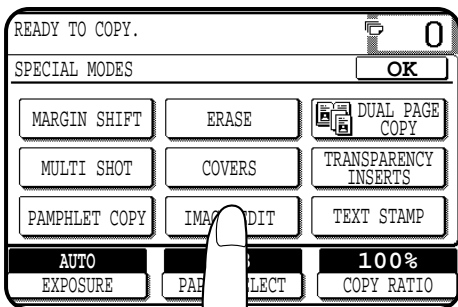 READY TO COPY.
0
SPECIAL MODES
OK
MARGIN SHIFT
ERASE
DUAL PAGE
COPY
MULTI SHOT
COVERS
TRANSPARENCY
INSERTS
PAMPHLET COPY
TEXT STAMP
AUTO
100%
EXPOSURE
COPY RATIO